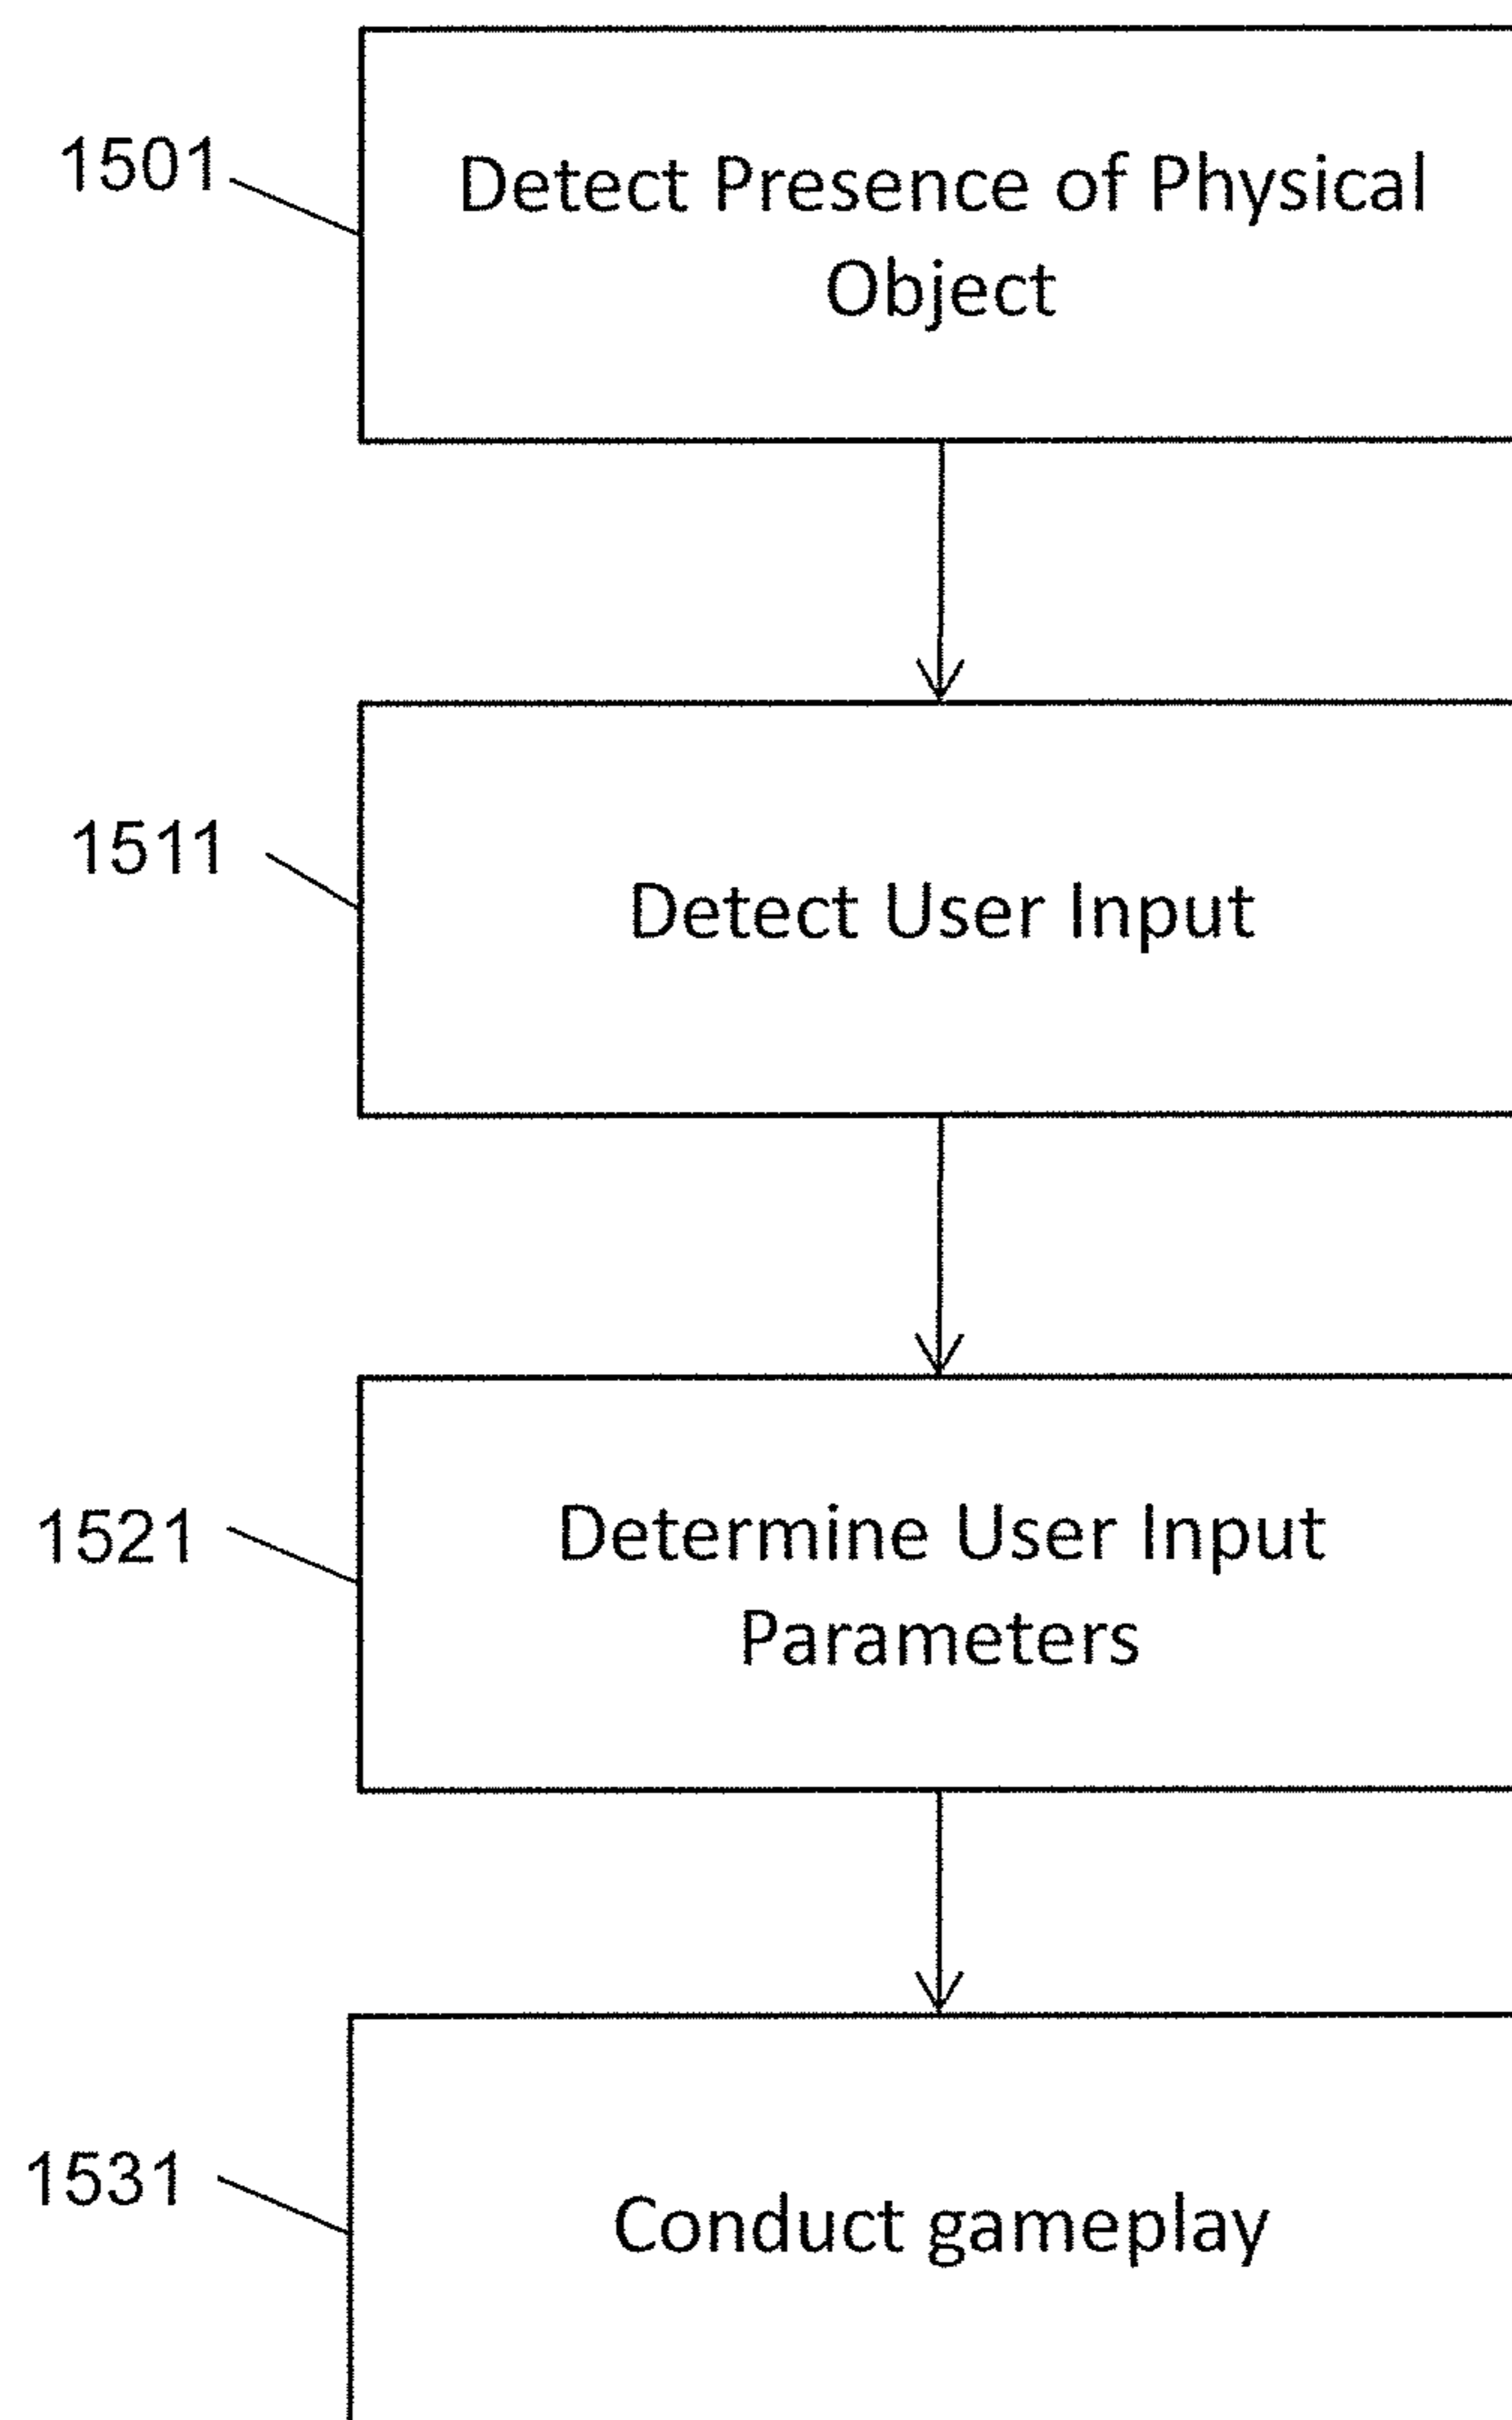 1501
Detect Presence of Physical
Object
1511
Detect User Input
1521
Determine User Input
Parameters
1531
Conduct gameplay